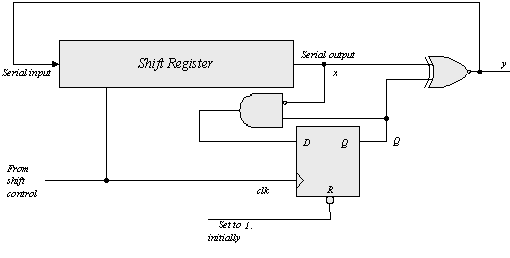 Shift Register
Serial output
Serial input
x
y
D
Q
Q
From
shift
control
clk
R
Set to 1,
initially